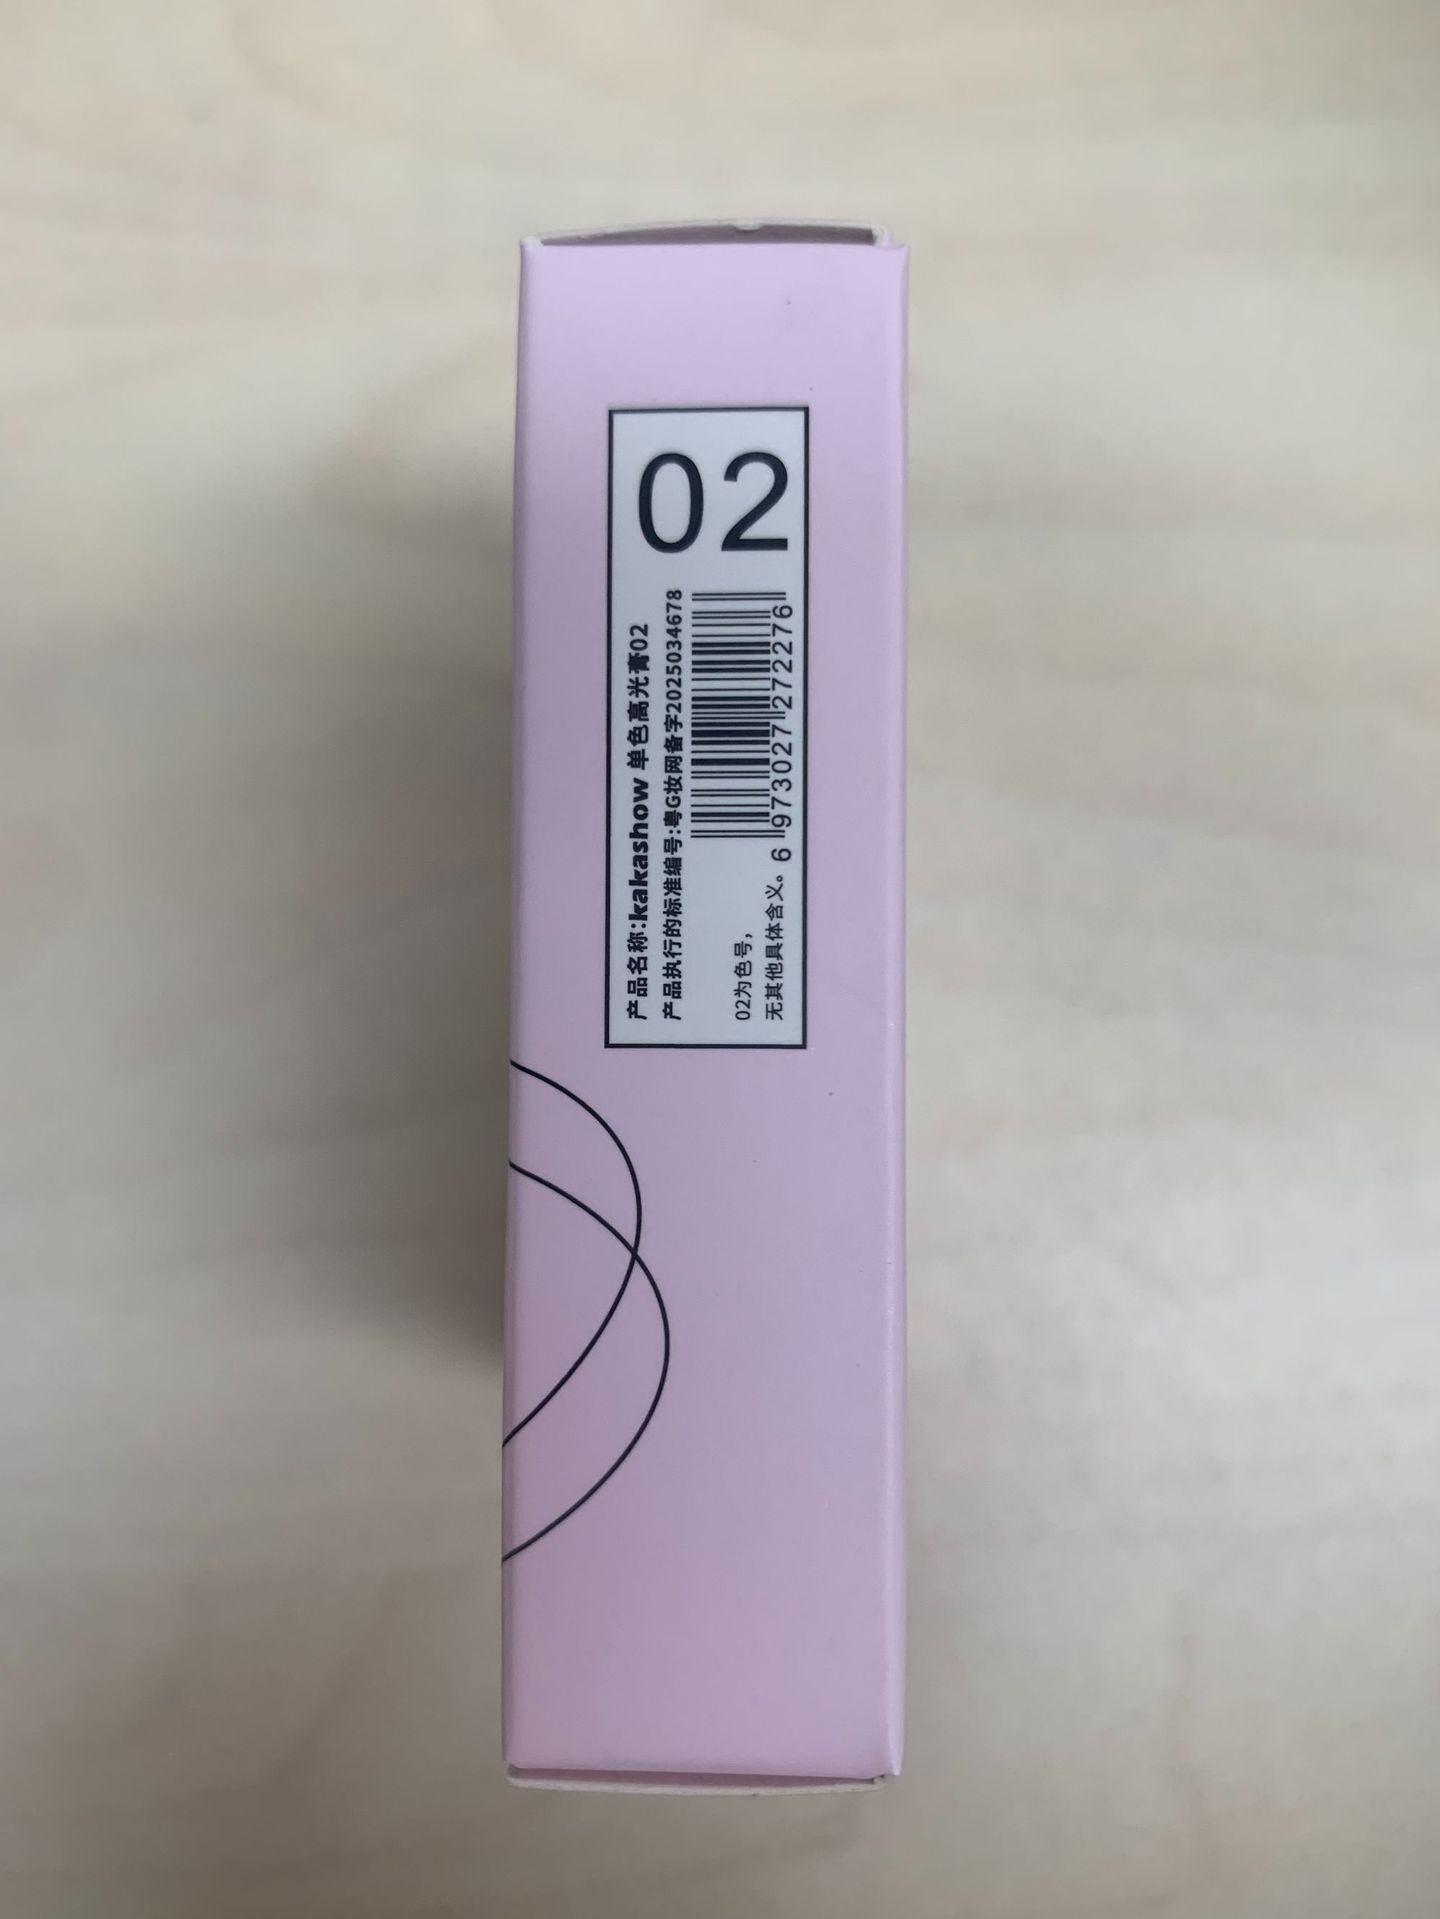 02
产品名称:kakashow 单色高光膏02
产品执行的标准编号:粤G妆网备字2025034678
02为色号，
无其他具体含义。
6 973027 272276